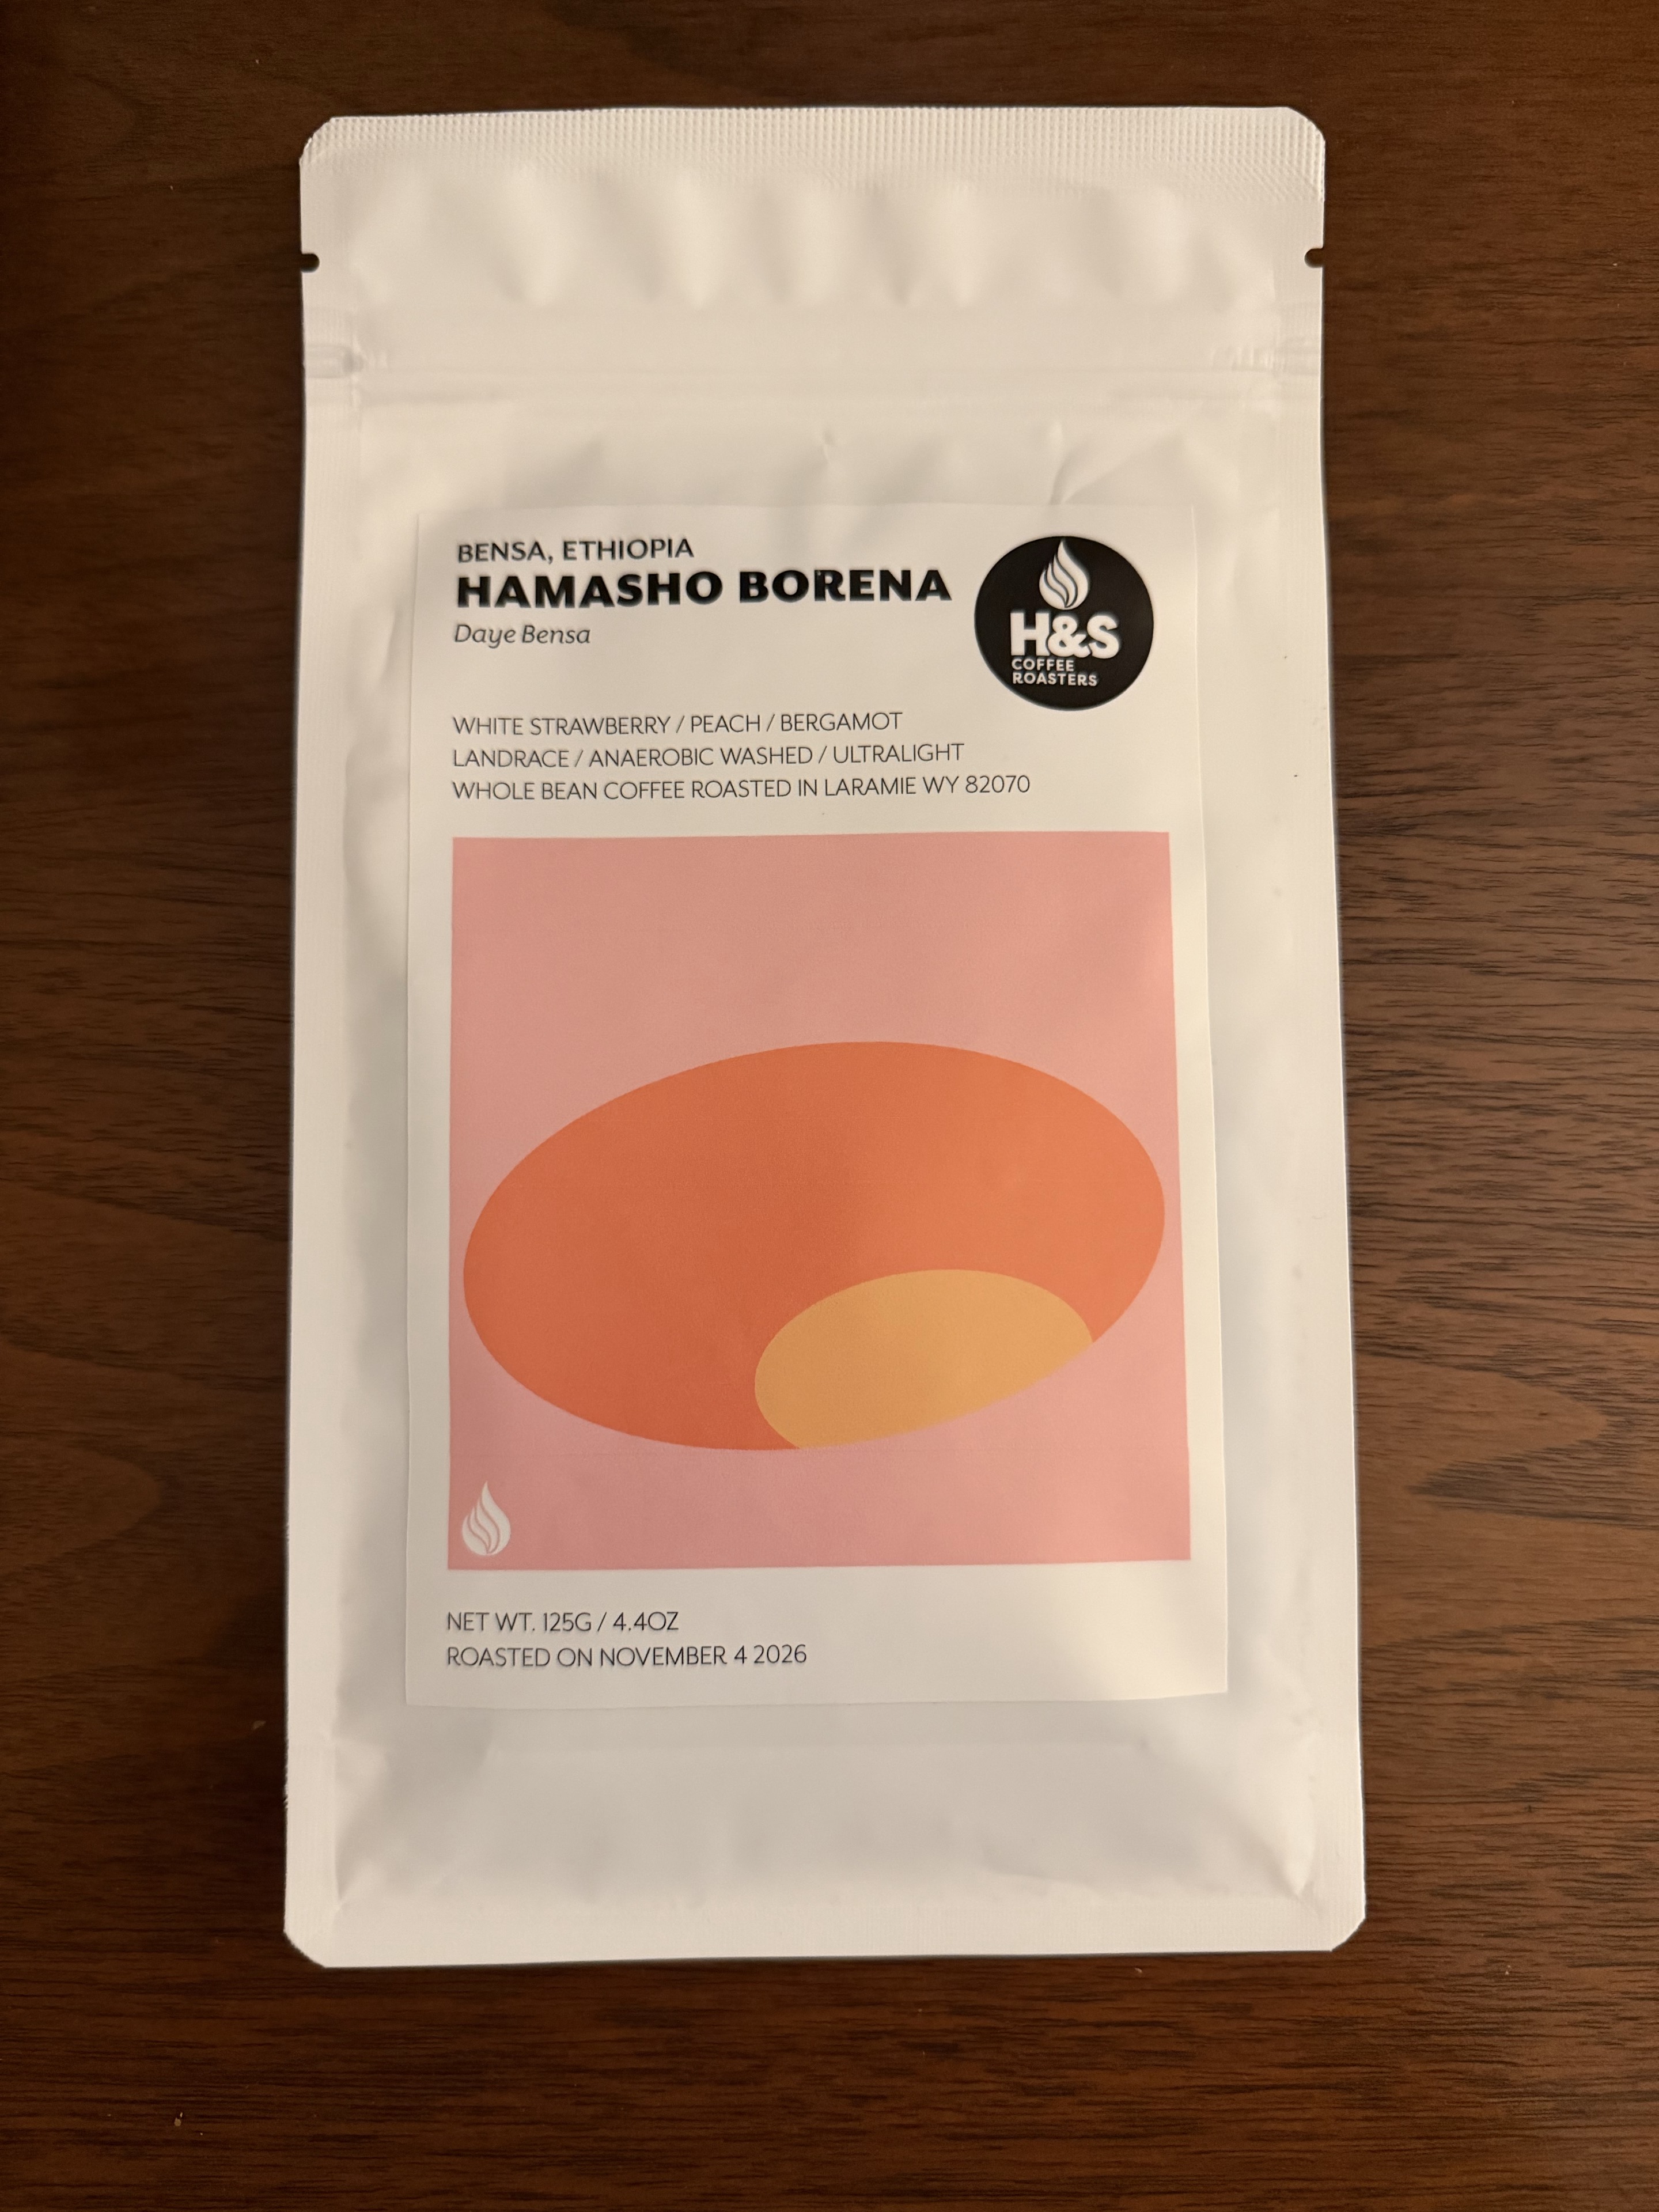 BENSA, ETHIOPIA
HAMASHO BORENA
Daye Bensa
H&S
COFFEE
ROASTERS
WHITE STRAWBERRY / PEACH / BERGAMOT
LANDRACE / ANAEROBIC WASHED / ULTRALIGHT
WHOLE BEAN COFFEE ROASTED IN LARAMIE WY 82070
NET WT. 125G / 4.4OZ
ROASTED ON NOVEMBER 4 2026